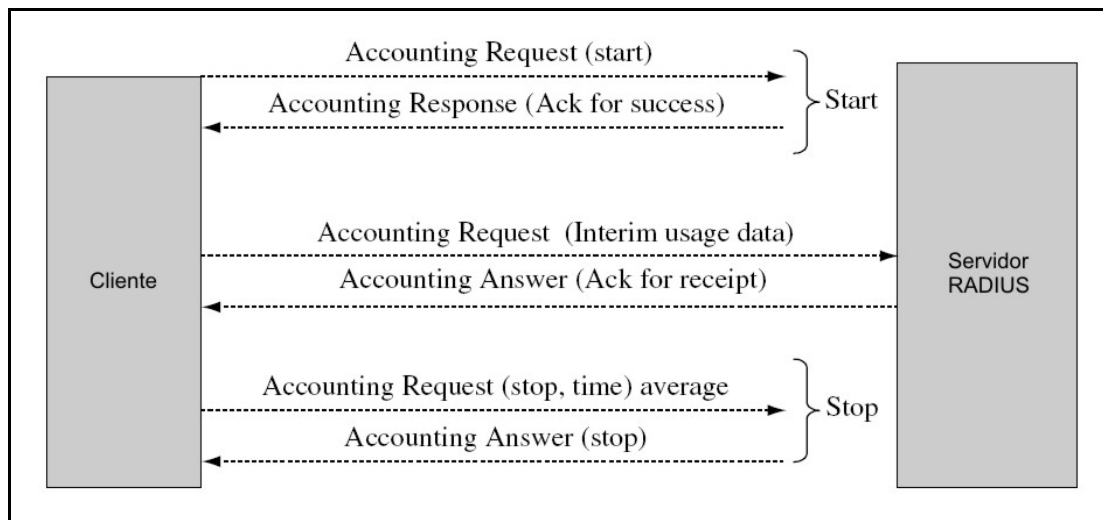 Accounting Request (start)
Accounting Response (Ack for success)
Start
Accounting Request (Interim usage data)
Accounting Answer (Ack for receipt)
Cliente
Servidor
RADIUS
Accounting Request (stop, time) average
Accounting Answer (stop)
Stop